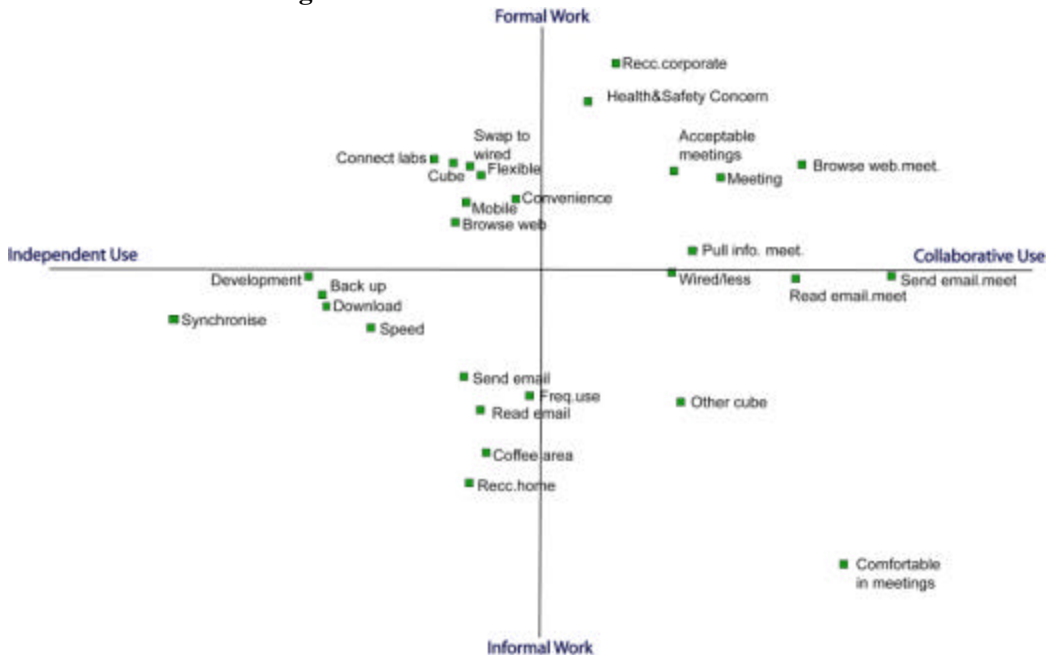 Formal Work
Recc.corporate
Health&Safety Concern
Swap to
wired
Acceptable
meetings
Connect labs
Cube
Flexible
Browse web.meet.
Meeting
Convenience
Mobile
Browse web
Pull info. meet.
Independent Use
Collaborative Use
Development
Wired/less
Send email.meet
Back up
Read email.meet
Download
Synchronise
Speed
Send email
Freq.use
Other cube
Read email
Coffee area
Recc.home
Comfortable
in meetings
Informal Work